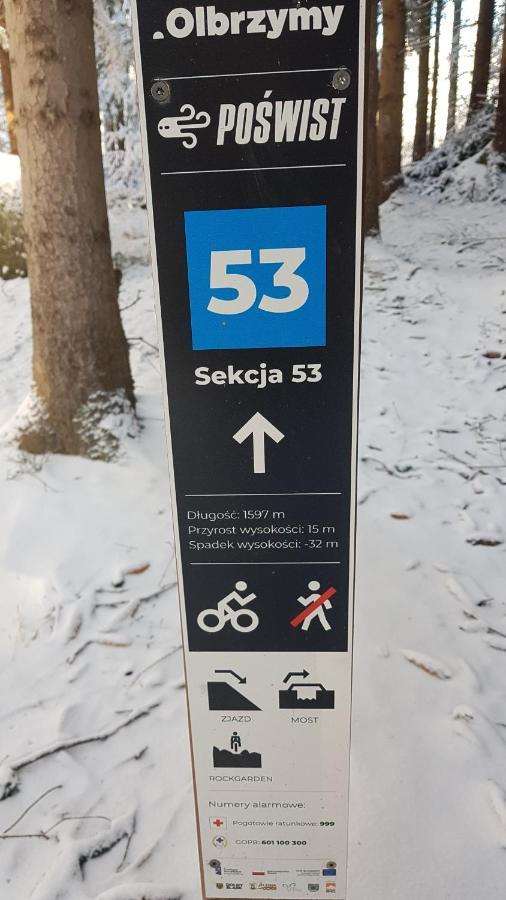 Olbrzymy
POŚWIST
53
Sekcja 53
Długość: 1597 m
Przyrost wysokości: 15 m
Spadek wysokości: -32 m
ZJAZD
MOST
ROCKGARDEN
Numery alarmowe:
Pogotowie ratunkowe: 999
GOPR: 601 100 300